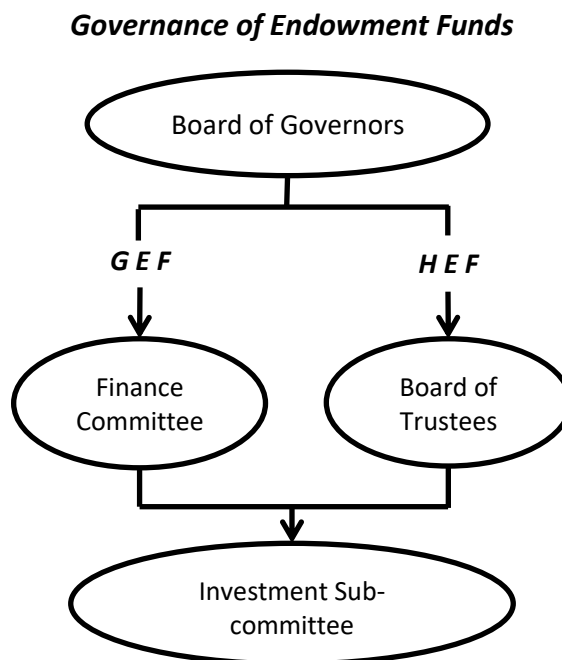 Governance of Endowment Funds
Board of Governors
G E F
H E F
Finance
Committee
Board of
Trustees
Investment Sub-
committee